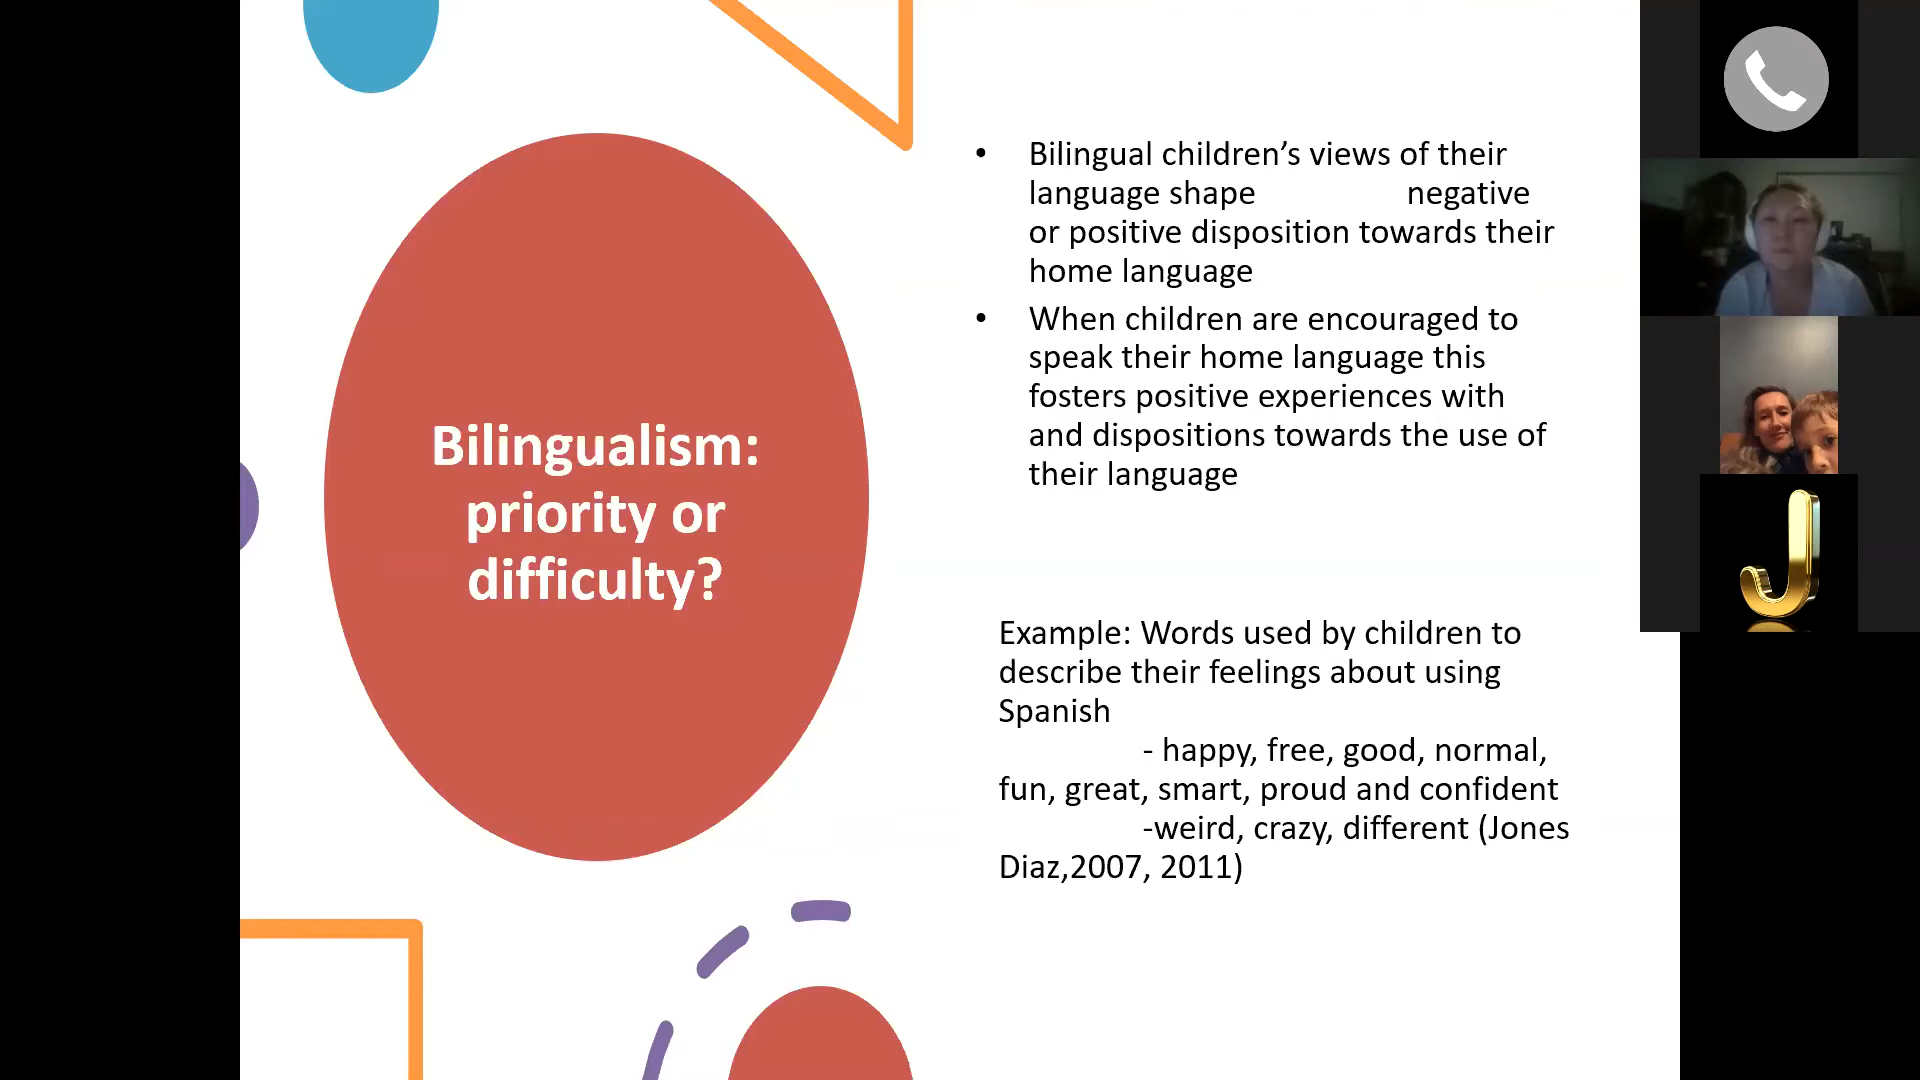 Bilingualism:
priority or
difficulty?
• Bilingual children’s views of their
language shape negative
or positive disposition towards their
home language
• When children are encouraged to
speak their home language this
fosters positive experiences with
and dispositions towards the use of
their language
Example: Words used by children to
describe their feelings about using
Spanish
- happy, free, good, normal,
fun, great, smart, proud and confident
-weird, crazy, different (Jones
Diaz,2007, 2011)
J